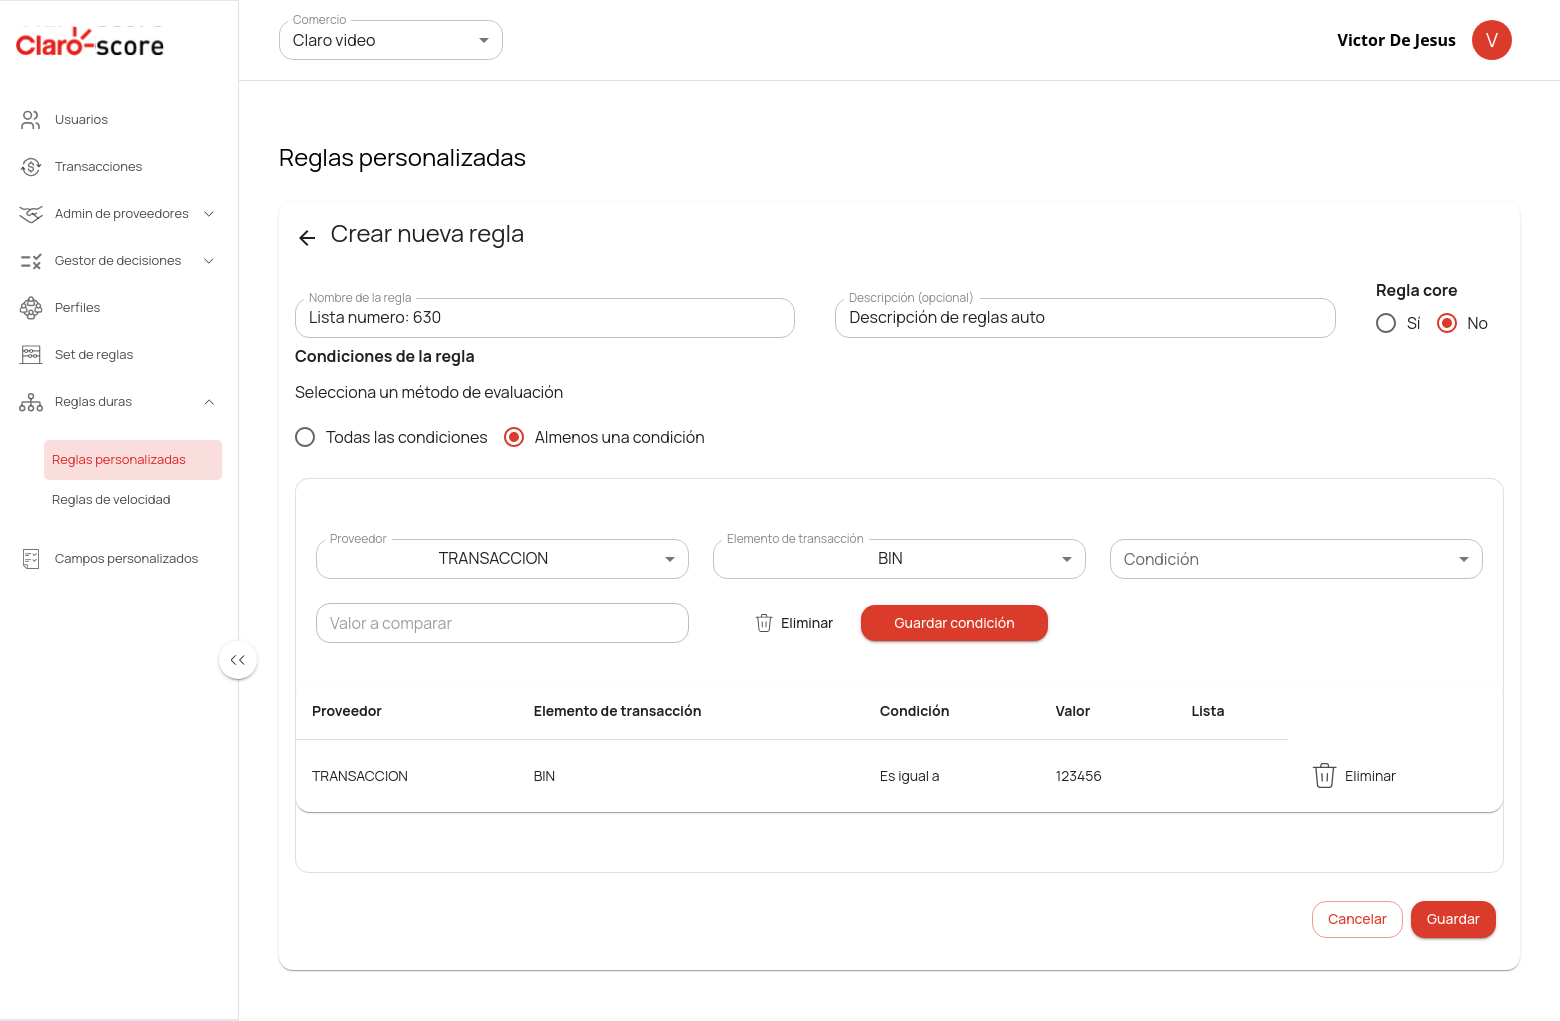 Claro-score
Comercio
Claro video
Victor De Jesus
V
Usuarios
Transacciones
Admin de proveedores
Gestor de decisiones
Perfiles
Set de reglas
Reglas duras
Reglas personalizadas
Reglas de velocidad
Campos personalizados
Reglas personalizadas
Crear nueva regla
Nombre de la regla
Lista numero: 630
Descripción (opcional)
Descripción de reglas auto
Regla core
Sí
No
Condiciones de la regla
Selecciona un método de evaluación
Todas las condiciones
Almenos una condición
Proveedor
TRANSACCION
Elemento de transacción
BIN
Condición
Valor a comparar
Eliminar
Guardar condición
Proveedor Elemento de transacción Condición Valor Lista
TRANSACCION BIN Es igual a 123456 Eliminar
Cancelar
Guardar